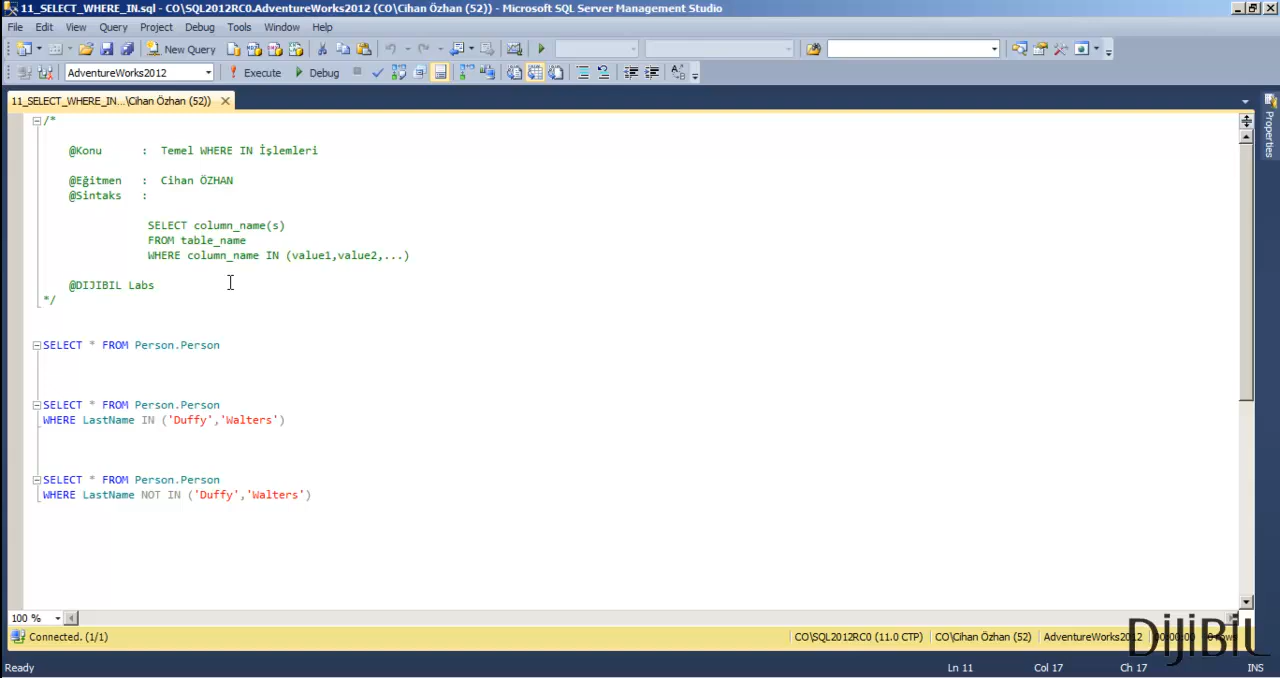 11_SELECT_WHERE_IN.sql - CO\SQL2012RC0.AdventureWorks2012 (CO\Cihan Özhan (52)) - Microsoft SQL Server Management Studio
File Edit View Query Project Debug Tools Window Help
New Query
AdventureWorks2012 Execute Debug
11_SELECT_WHERE_IN...\Cihan Özhan (52))
Properties
/*
@Konu : Temel WHERE IN İşlemleri
@Eğitmen : Cihan ÖZHAN
@Sintaks :
SELECT column_name(s)
FROM table_name
WHERE column_name IN (value1,value2,...)
@DIJIBIL Labs
*/
SELECT * FROM Person.Person
SELECT * FROM Person.Person
WHERE LastName IN ('Duffy','Walters')
SELECT * FROM Person.Person
WHERE LastName NOT IN ('Duffy','Walters')
100 %
Connected. (1/1) CO\SQL2012RC0 (11.0 CTP) CO\Cihan Özhan (52) AdventureWorks2012 00:00:00 0 rows
DIJIBIL
Ready Ln 11 Col 17 Ch 17 INS